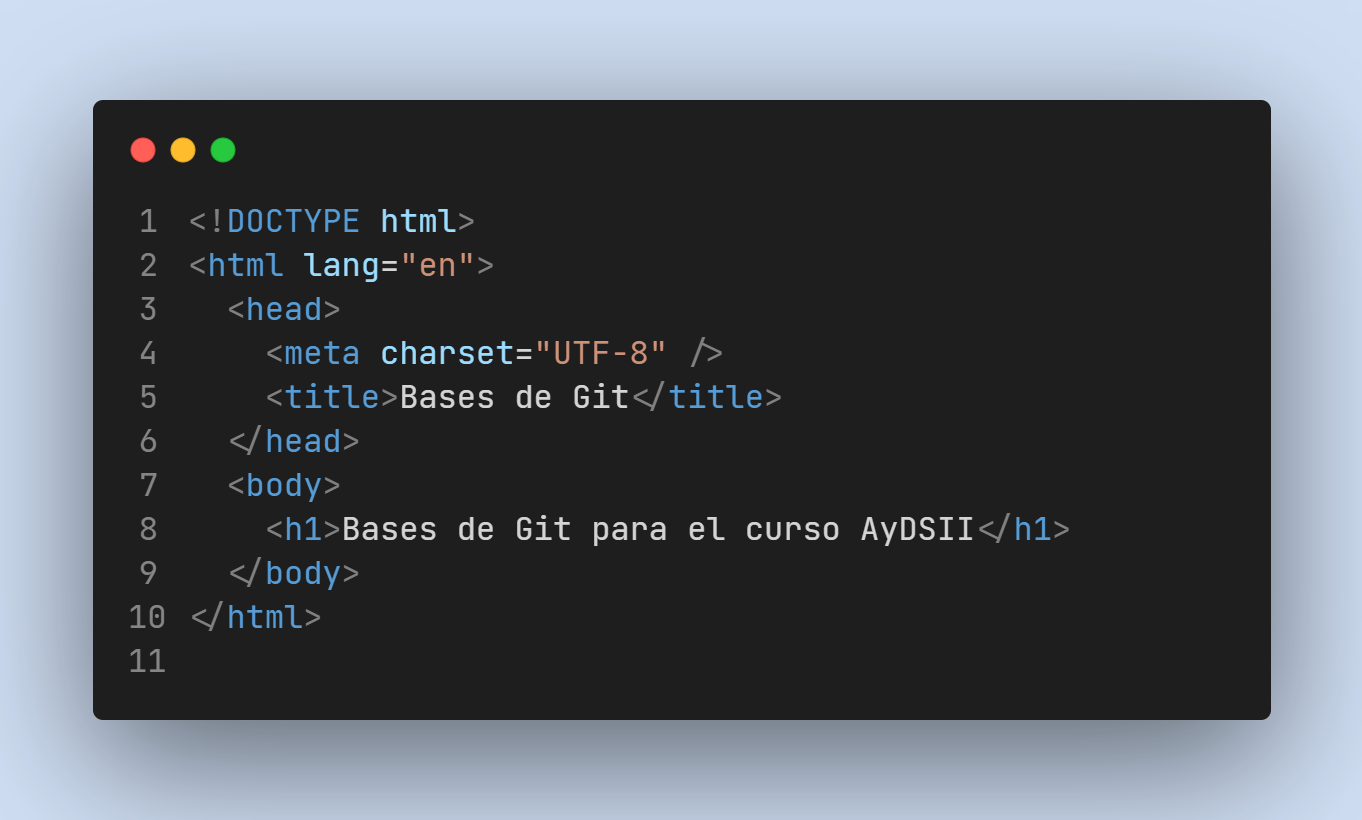 1 <!DOCTYPE html>
2 <html lang="en">
3   <head>
4     <meta charset="UTF-8" />
5     <title>Bases de Git</title>
6   </head>
7   <body>
8     <h1>Bases de Git para el curso AyDSII</h1>
9   </body>
10 </html>
11